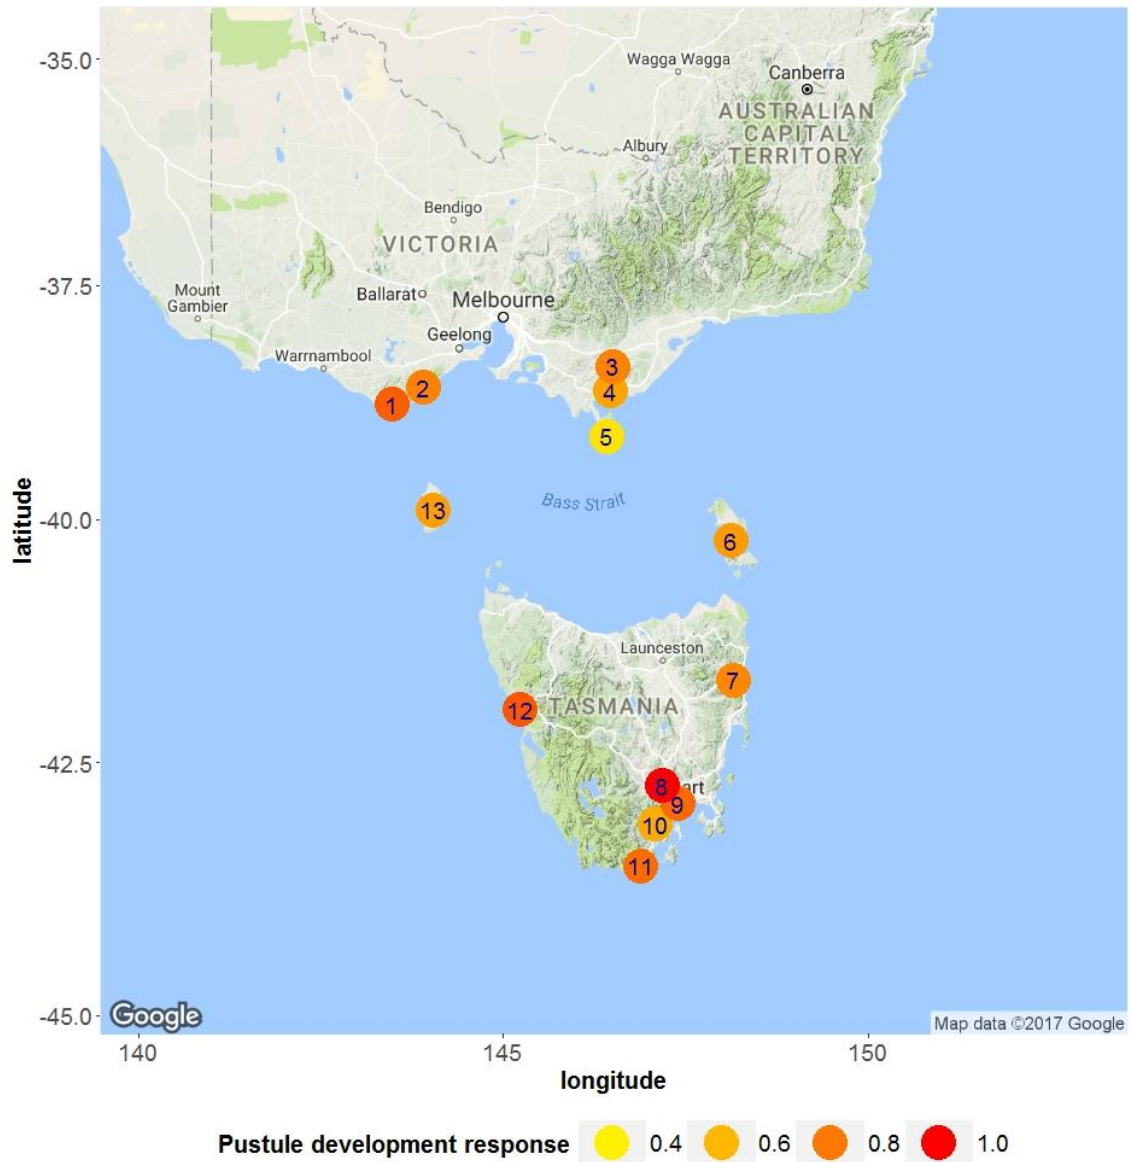 -35.0
Wagga Wagga
Canberra
AUSTRALIAN
CAPITAL
TERRITORY
Albury
Bendigo
VICTORIA
-37.5
Mount
Gambier
Ballarat
Melbourne
Geelong
Warrnambool
3
2
4
1
5
latitude
-40.0
Bass Strait
13
6
Launceston
7
12
TASMANIA
-42.5
8
art
9
10
11
-45.0
Google
Map data ©2017 Google
140
145
150
longitude
Pustule development response 0.4 0.6 0.8 1.0